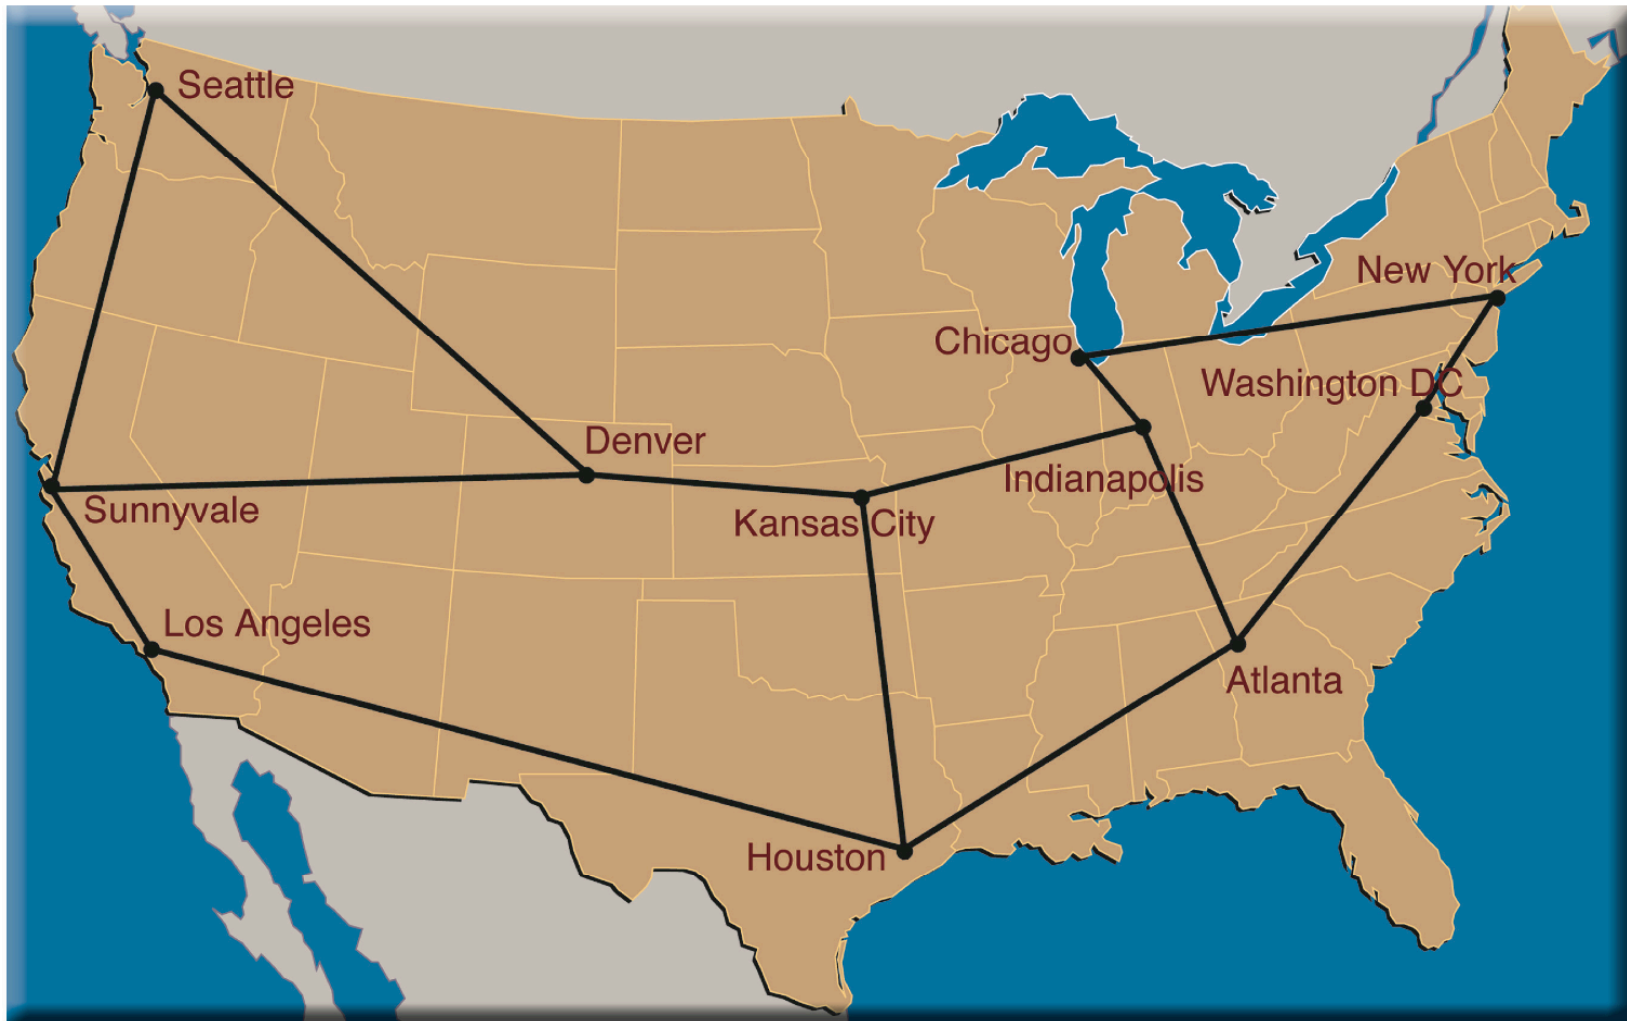 Seattle
New York
Chicago
Washington DC
Denver
Indianapolis
Sunnyvale
Kansas City
Los Angeles
Atlanta
Houston